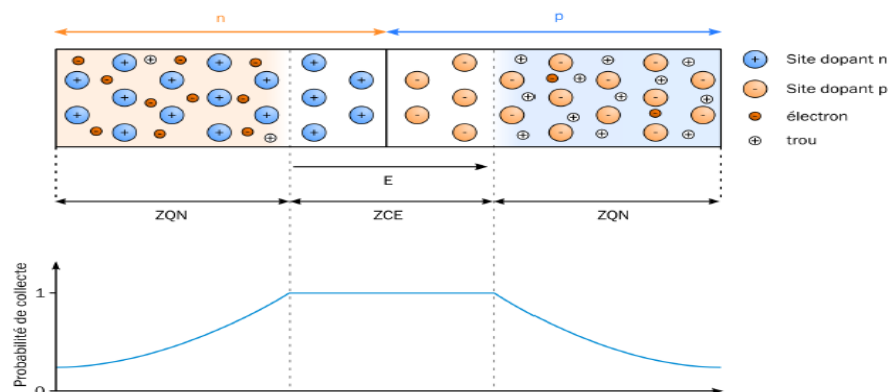 n
p
Site dopant n
Site dopant p
électron
trou
E
ZQN
ZCE
ZQN
Probabilité de collecte
1
0